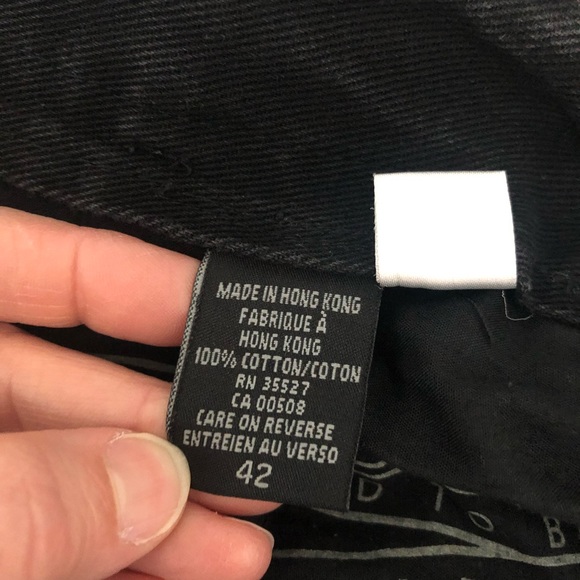 MADE IN HONG KONG
FABRIQUE À
HONG KONG
100% COTTON/COTON
RN 35527
CA 00508
CARE ON REVERSE
ENTREIEN AU VERSO
42